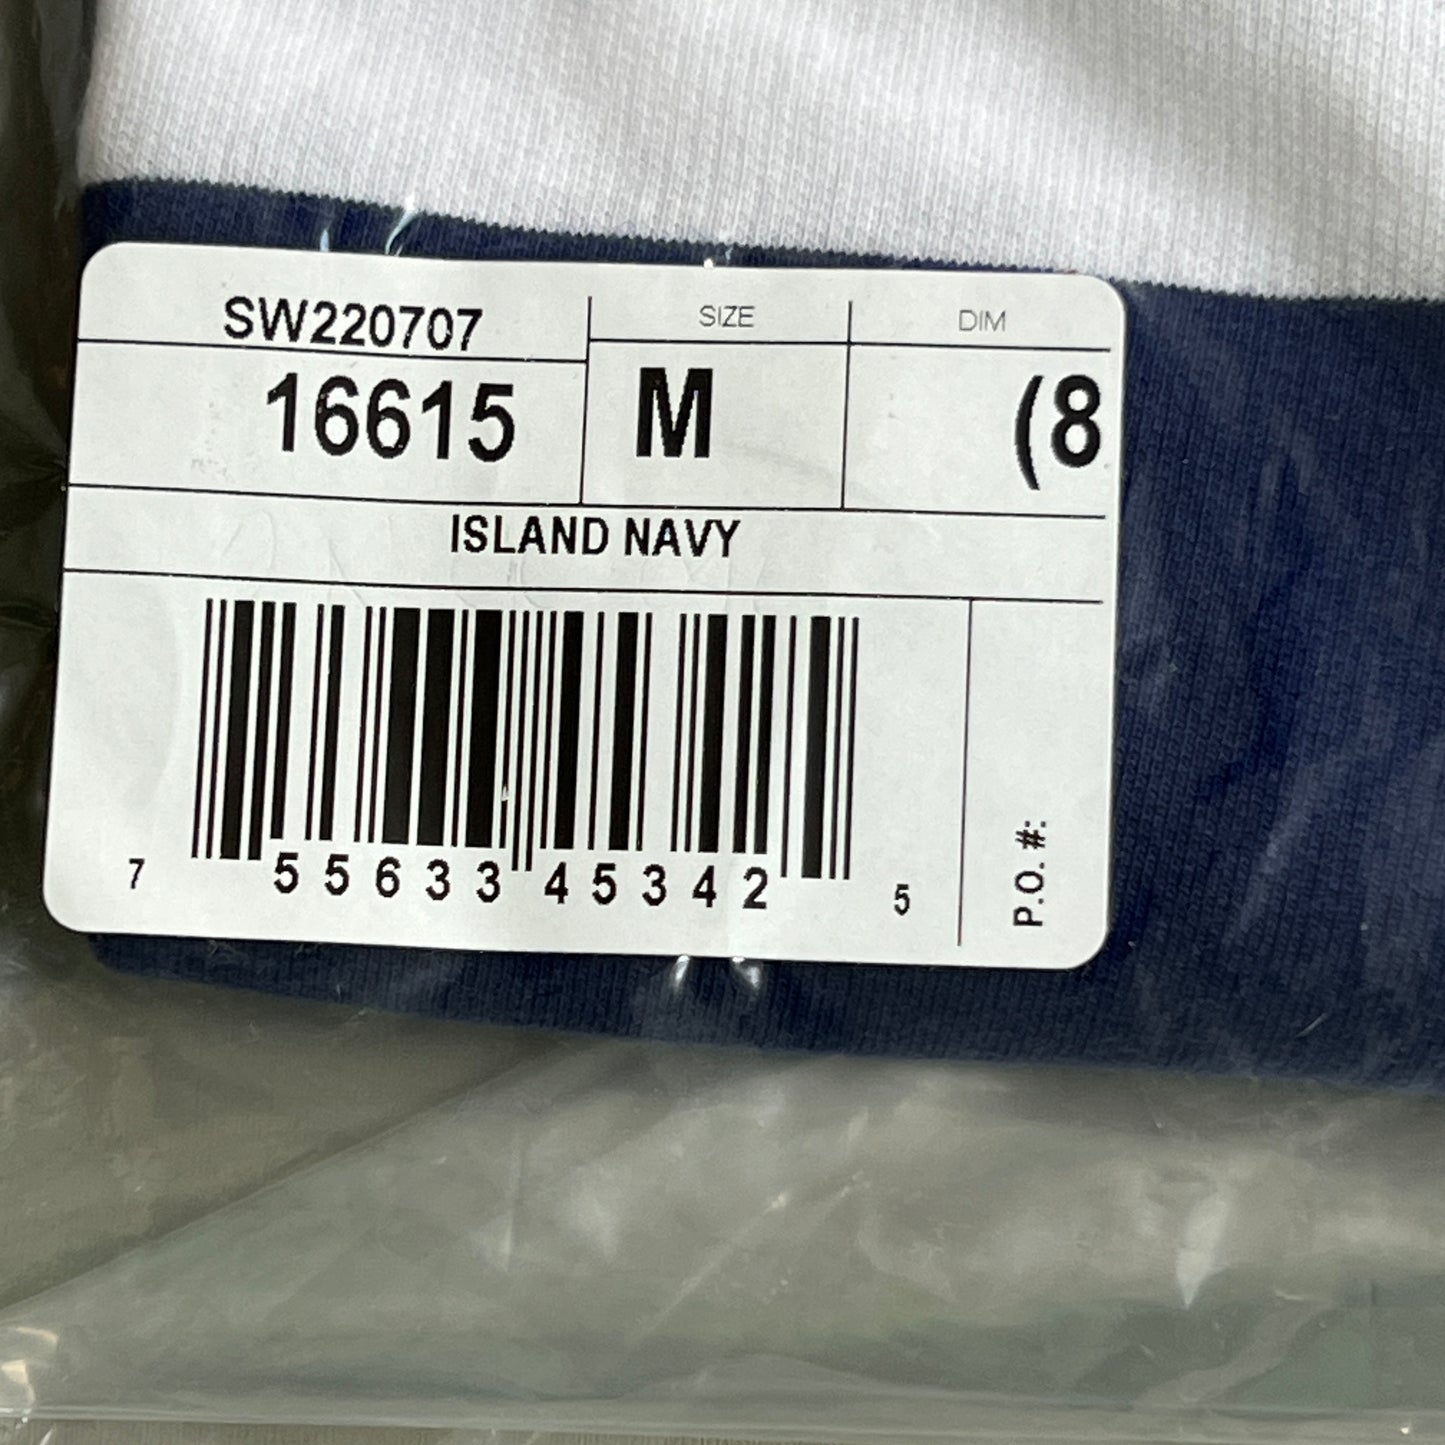 SW220707
SIZE
DIM
16615
M
(8
ISLAND NAVY
7 55633 45342 5
P.O. #: